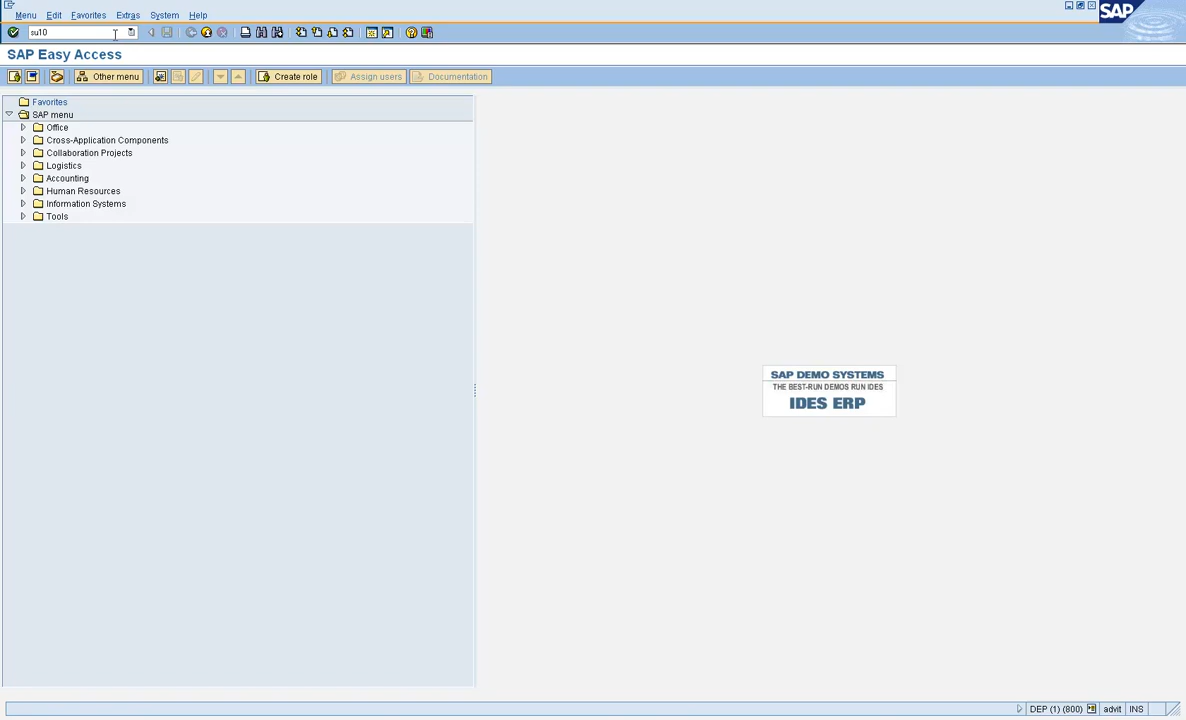 Menu Edit Favorites Extras System Help
SAP
su10
SAP Easy Access
Other menu Create role Assign users Documentation
Favorites
SAP menu
Office
Cross-Application Components
Collaboration Projects
Logistics
Accounting
Human Resources
Information Systems
Tools
SAP DEMO SYSTEMS
THE BEST-RUN DEMOS RUN IDES
IDES ERP
DEP (1) (800) advit INS